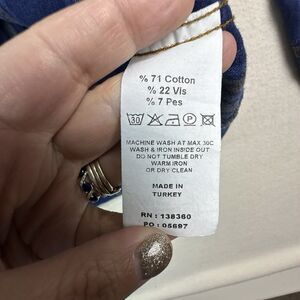 % 71 Cotton
% 22 Vis
% 7 Pes
30
MACHINE WASH AT MAX 30C
WASH & IRON INSIDE OUT
DO NOT TUMBLE DRY
WARM IRON
OR DRY CLEAN
MADE IN
TURKEY
RN : 138360
PO : 05697